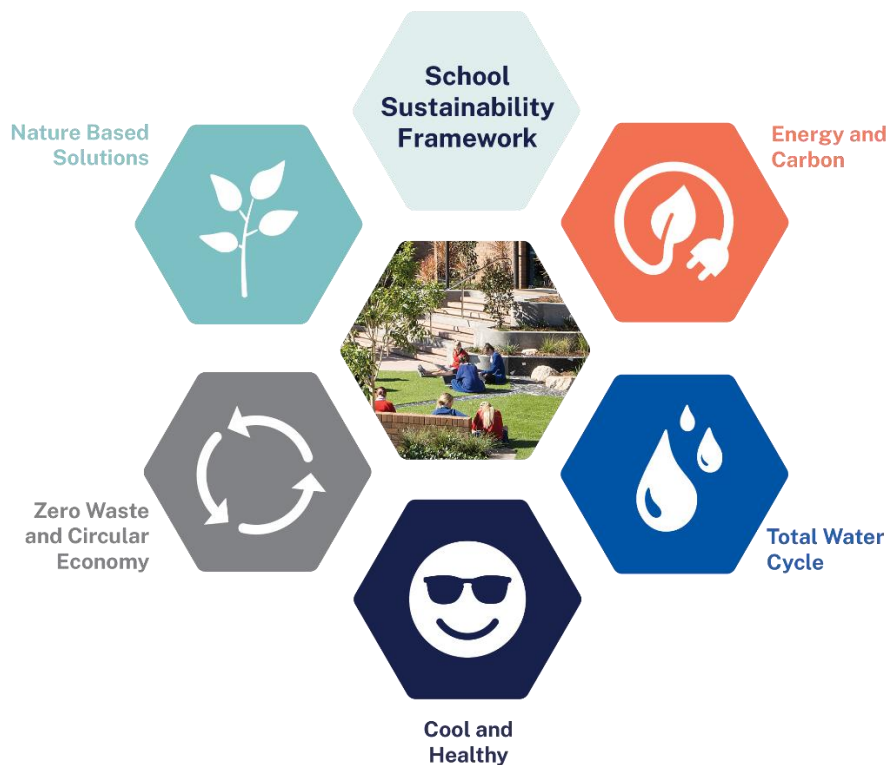 School
Sustainability
Framework
Nature Based
Solutions
Energy and
Carbon
Zero Waste
and Circular
Economy
Total Water
Cycle
Cool and
Healthy